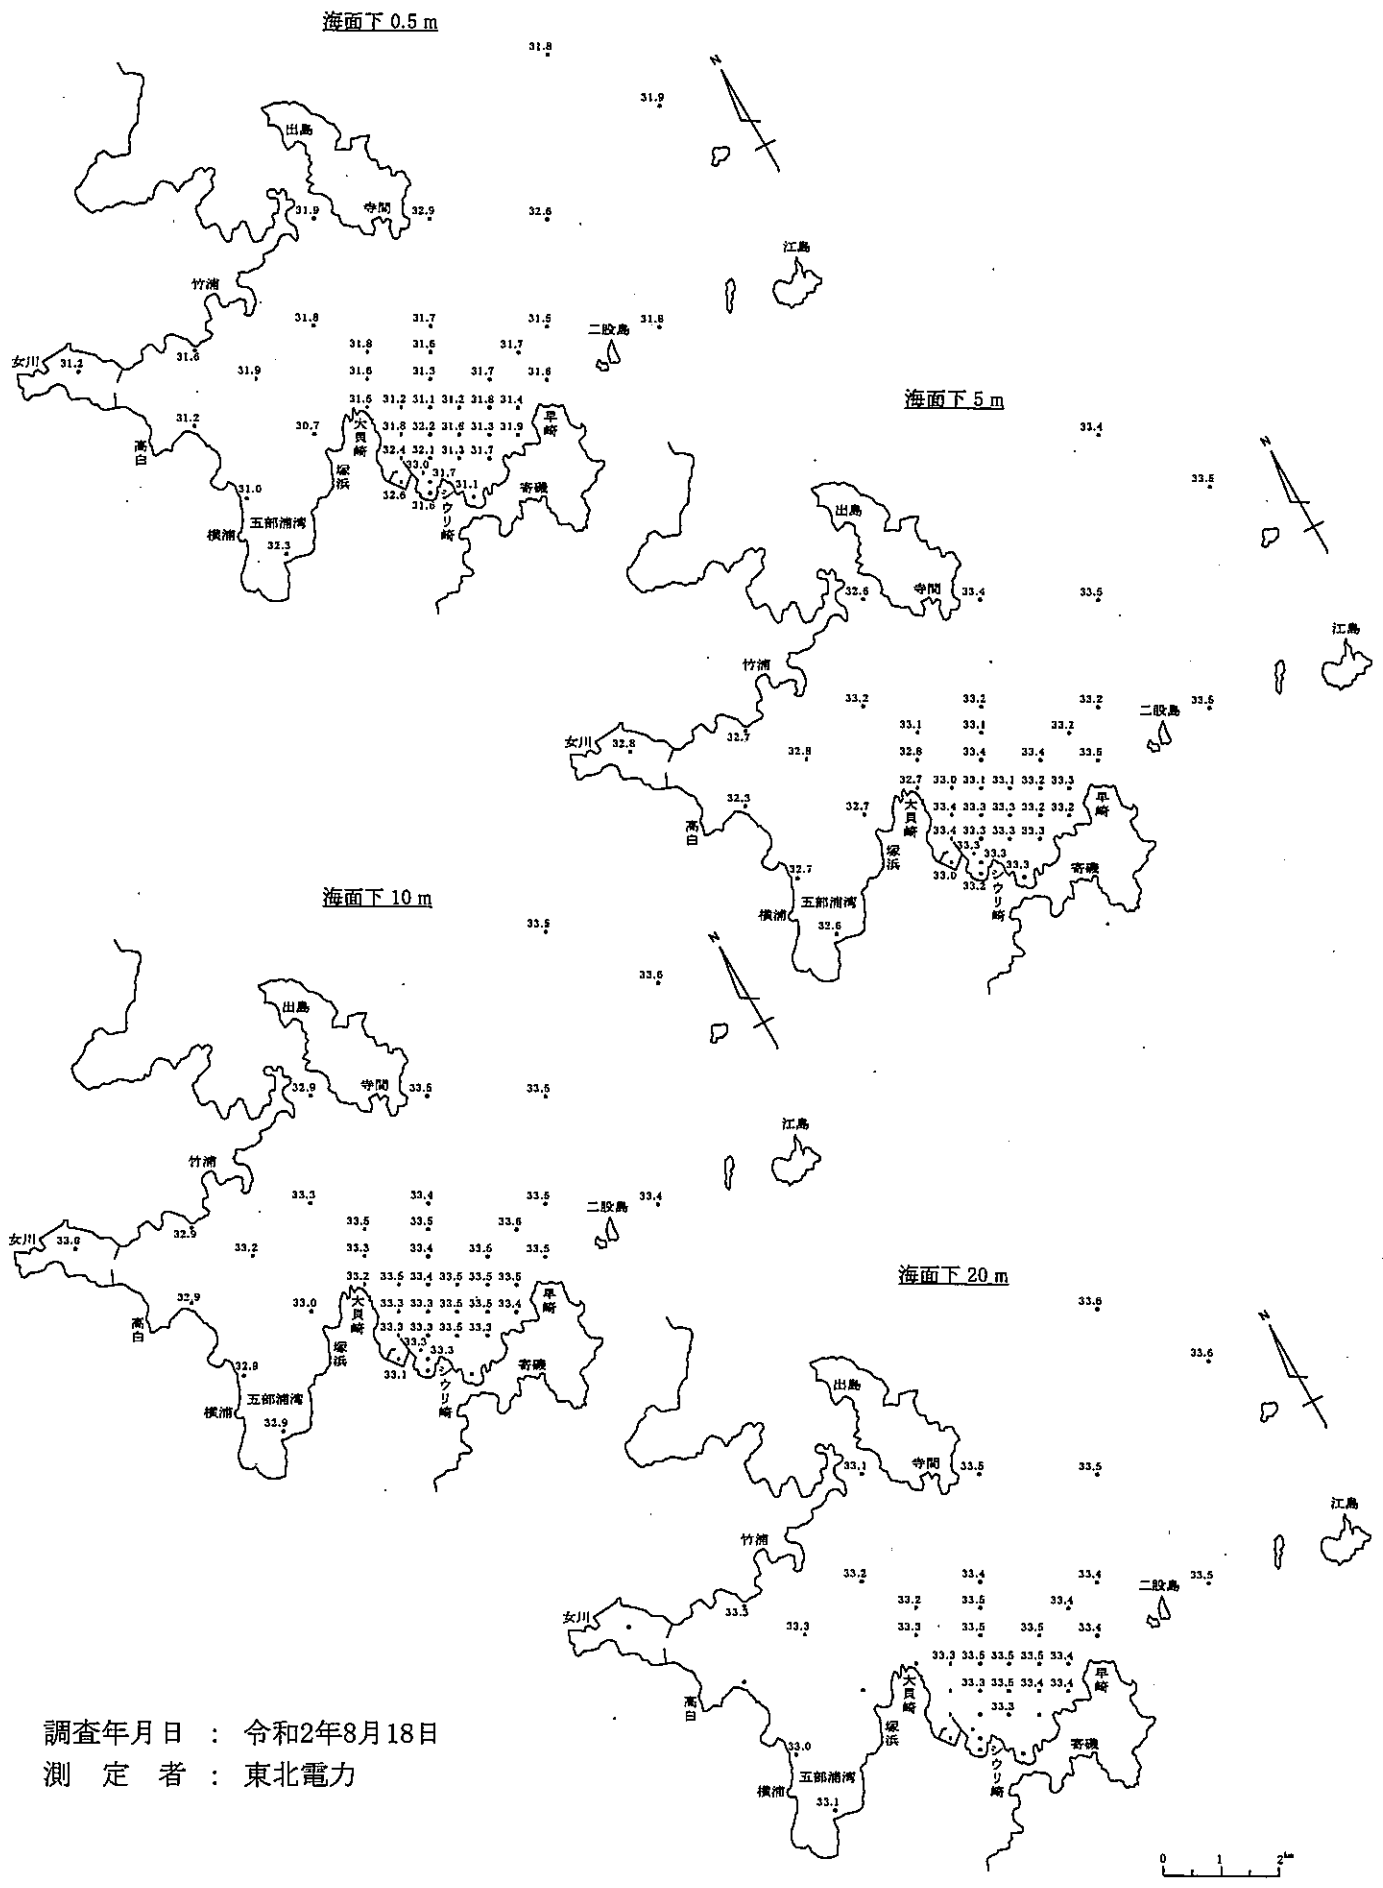 海面下 0.5 m
31.8
31.9
N
出島
寺間
31.9
32.9
32.6
江島
竹浦
31.8
31.7
31.5
二股島
31.8
31.6
31.8
31.6
31.7
女川
31.2
31.9
31.6
31.3
31.7
31.6
31.5 31.2 31.1 31.2 31.8 31.4
31.2
高白
30.7
大貝崎
31.8 32.2 31.6 31.3 31.9
早崎
塚浜
32.4 32.1 31.3 31.7
33.0
31.7
32.6
31.6
31.1
シウリ崎
寄磯
31.0
横浦
五部浦湾
32.3
海面下 5 m
33.4
33.5
N
出島
寺間
32.6
33.4
33.5
江島
竹浦
33.2
33.2
33.2
二股島
33.5
32.7
33.1
33.1
33.2
女川
32.8
32.8
32.8
33.4
33.4
33.5
32.7 33.0 33.1 33.1 33.2 33.3
32.3
高白
32.7
大貝崎
33.4 33.3 33.3 33.2 33.2
早崎
塚浜
33.4 33.3 33.3 33.3
33.3
33.3
33.0
33.2
33.3
シウリ崎
寄磯
32.7
横浦
五部浦湾
32.6
海面下 10 m
33.5
33.6
N
出島
寺間
32.9
33.5
33.5
江島
竹浦
33.3
33.4
33.5
二股島
33.4
32.9
33.5
33.5
33.6
女川
33.0
33.2
33.3
33.4
33.5
33.5
33.2 33.5 33.4 33.5 33.5 33.5
32.9
高白
33.0
大貝崎
33.3 33.3 33.5 33.5 33.4
早崎
塚浜
33.3 33.3 33.5 33.3
33.3
33.3
33.1
シウリ崎
寄磯
32.8
横浦
五部浦湾
32.9
海面下 20 m
33.6
33.6
N
出島
寺間
33.1
33.5
33.5
江島
竹浦
33.2
33.4
33.4
二股島
33.5
33.3
33.2
33.5
33.4
女川
33.3
33.3
33.5
33.5
33.4
33.3 33.5 33.5 33.5 33.4
高白
大貝崎
33.3 33.5 33.4 33.4
早崎
塚浜
33.3
シウリ崎
寄磯
33.0
横浦
五部浦湾
33.1
調査年月日 ： 令和2年8月18日
測 定 者 ： 東北電力
0 1 2km